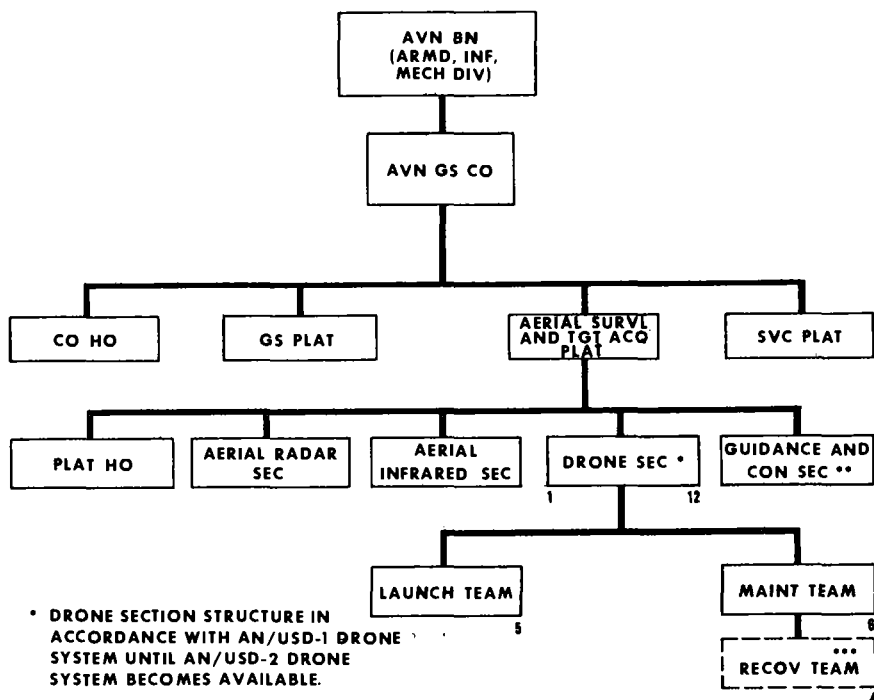 AVN BN
(ARMD, INF,
MECH DIV)
AVN GS CO
CO HO
GS PLAT
AERIAL SURVL
AND TGT ACQ
PLAT
SVC PLAT
PLAT HO
AERIAL RADAR
SEC
AERIAL
INFRARED SEC
DRONE SEC *
GUIDANCE AND
CON SEC **
1
12
LAUNCH TEAM
5
MAINT TEAM
6
***
RECOV TEAM
* DRONE SECTION STRUCTURE IN
ACCORDANCE WITH AN/USD-1 DRONE
SYSTEM UNTIL AN/USD-2 DRONE
SYSTEM BECOMES AVAILABLE.